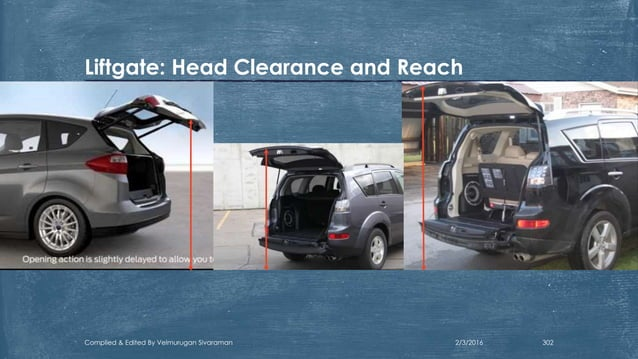 Liftgate: Head Clearance and Reach
Opening action is slightly delayed to allow you t
Complied & Edited By Velmurugan Sivaraman
2/3/2016
302